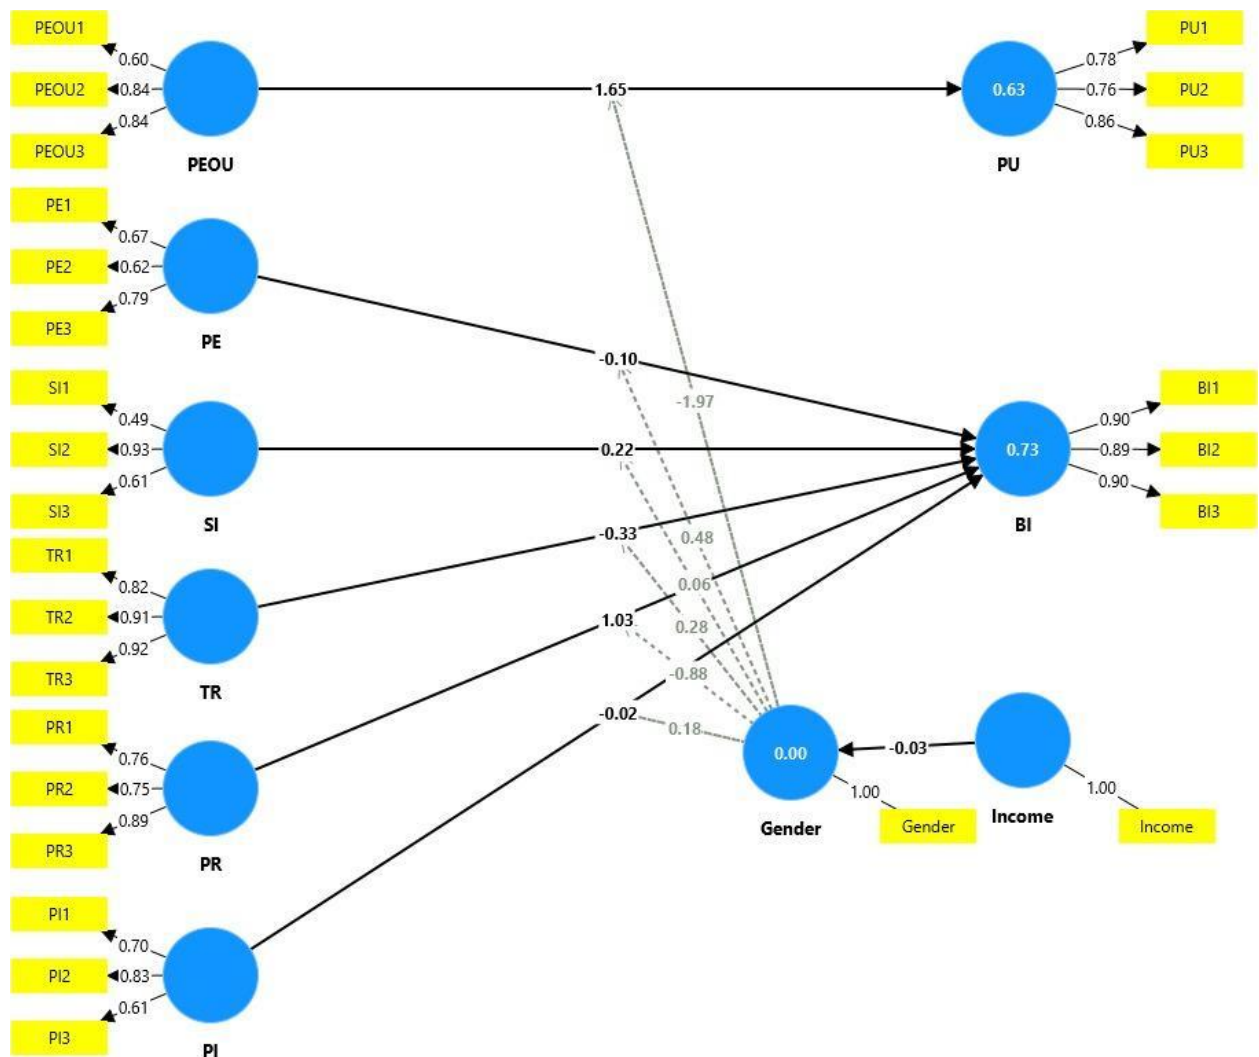 PEOU1
0.60
PEOU2
0.84
PEOU3
0.84
PEOU
1.65
0.63
PU
PU1
0.78
PU2
0.76
PU3
0.86
PE1
0.67
PE2
0.62
PE3
0.79
PE
-0.10
-1.97
SI1
0.49
SI2
0.93
SI3
0.61
SI
0.22
0.73
BI
BI1
0.90
BI2
0.89
BI3
0.90
TR1
0.82
TR2
0.91
TR3
0.92
TR
-0.33
0.48
0.06
0.28
PR1
0.76
PR2
0.75
PR3
0.89
PR
1.03
-0.88
-0.02
0.18
0.00
Gender
1.00
Gender
-0.03
Income
1.00
Income
PI1
0.70
PI2
0.83
PI3
0.61
PI